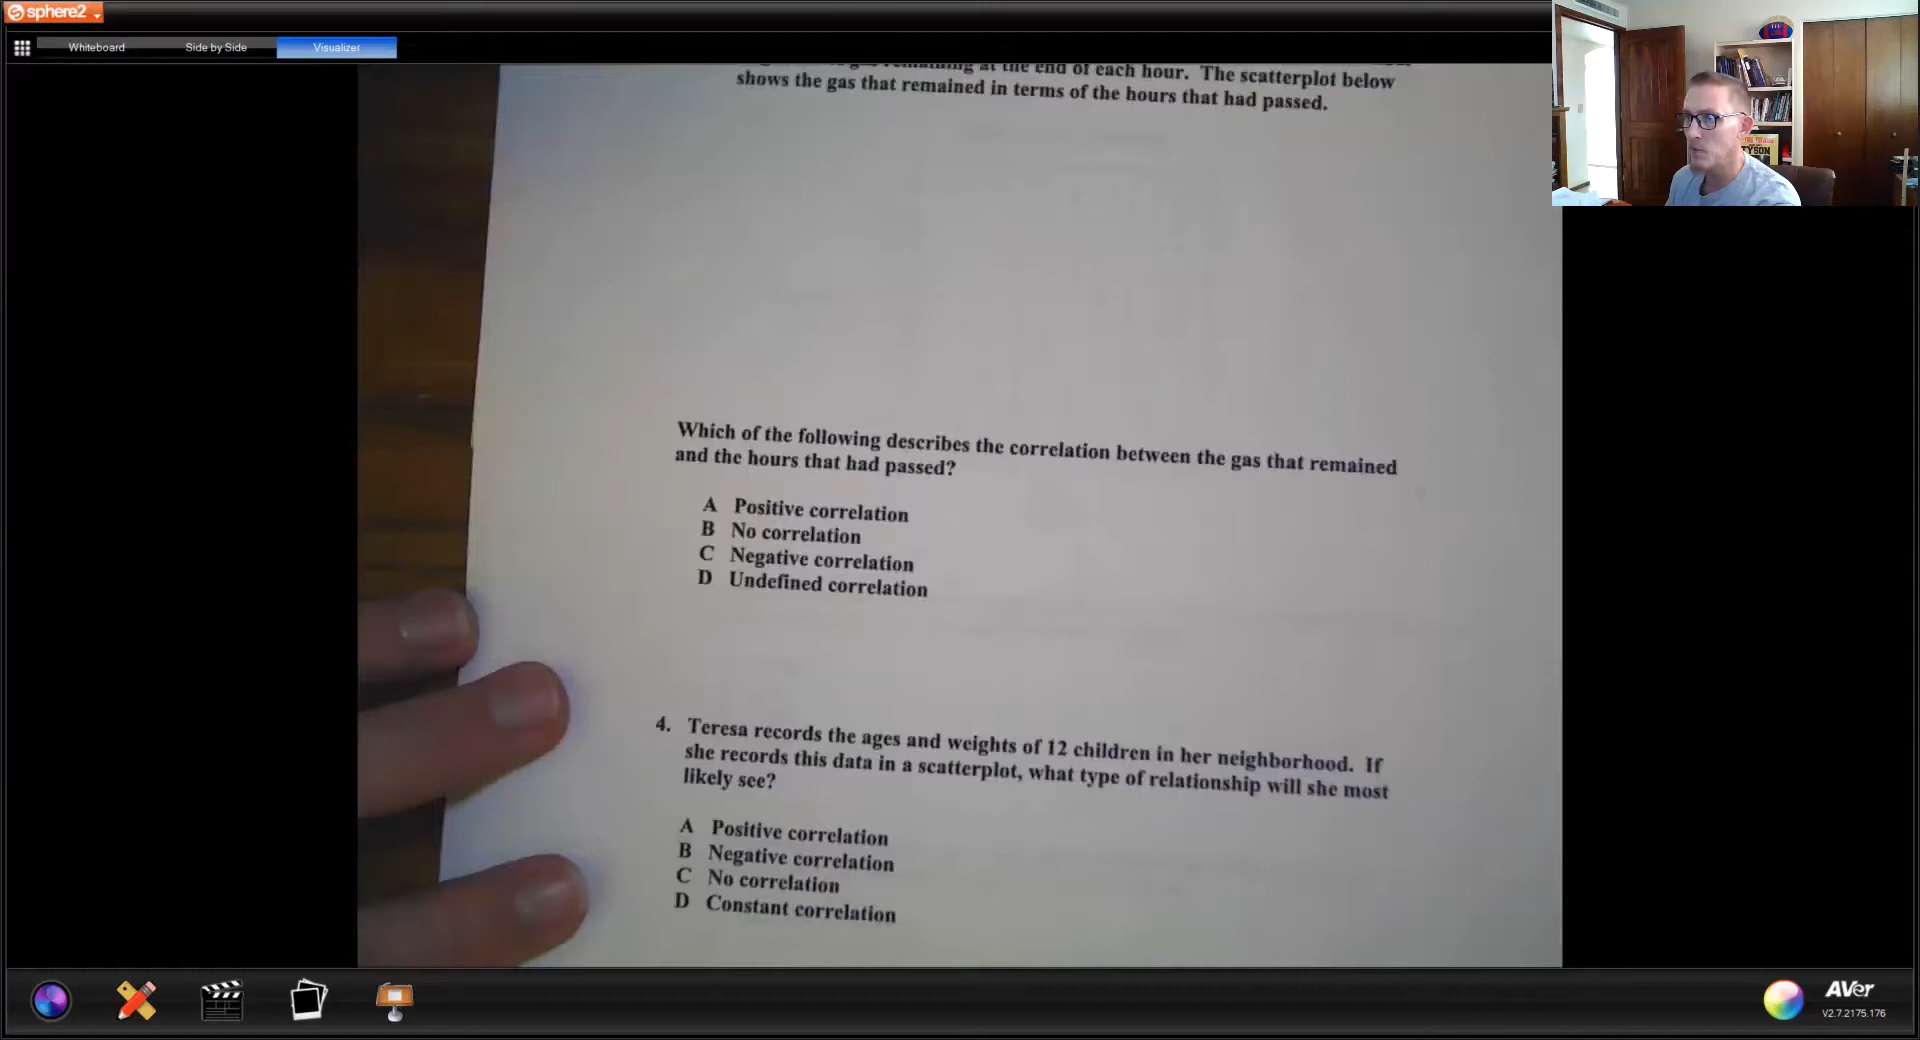 sphere2
Whiteboard
Side by Side
Visualizer
at the end of each hour. The scatterplot below
shows the gas that remained in terms of the hours that had passed.
Which of the following describes the correlation between the gas that remained
and the hours that had passed?
A Positive correlation
B No correlation
C Negative correlation
D Undefined correlation
4. Teresa records the ages and weights of 12 children in her neighborhood. If
she records this data in a scatterplot, what type of relationship will she most
likely see?
A Positive correlation
B Negative correlation
C No correlation
D Constant correlation
TYSON
AVer
V2.7.2175.176